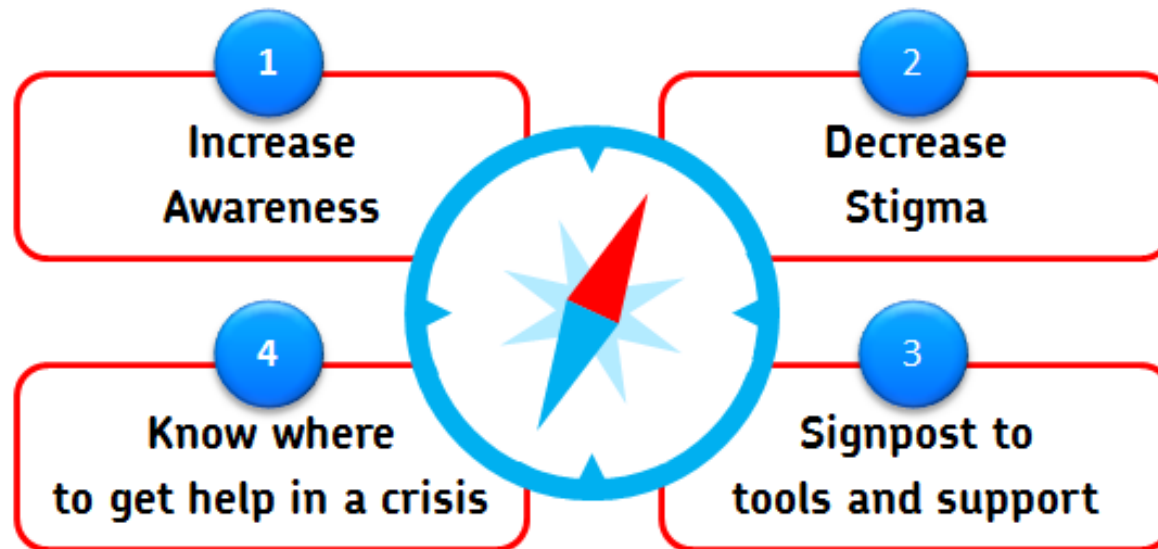 1
Increase
Awareness
2
Decrease
Stigma
3
Signpost to
tools and support
4
Know where
to get help in a crisis